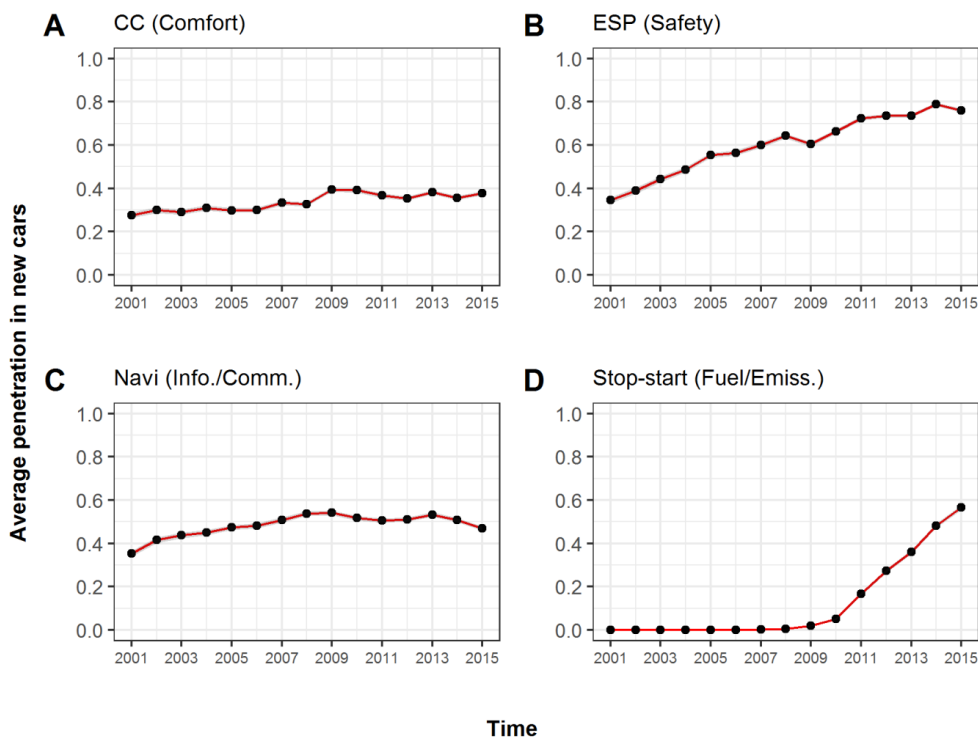 A CC (Comfort)
1.0
0.8
0.6
0.4
0.2
0.0
2001 2003 2005 2007 2009 2011 2013 2015
B ESP (Safety)
1.0
0.8
0.6
0.4
0.2
0.0
2001 2003 2005 2007 2009 2011 2013 2015
C Navi (Info./Comm.)
1.0
0.8
0.6
0.4
0.2
0.0
2001 2003 2005 2007 2009 2011 2013 2015
D Stop-start (Fuel/Emiss.)
1.0
0.8
0.6
0.4
0.2
0.0
2001 2003 2005 2007 2009 2011 2013 2015
Average penetration in new cars
Time